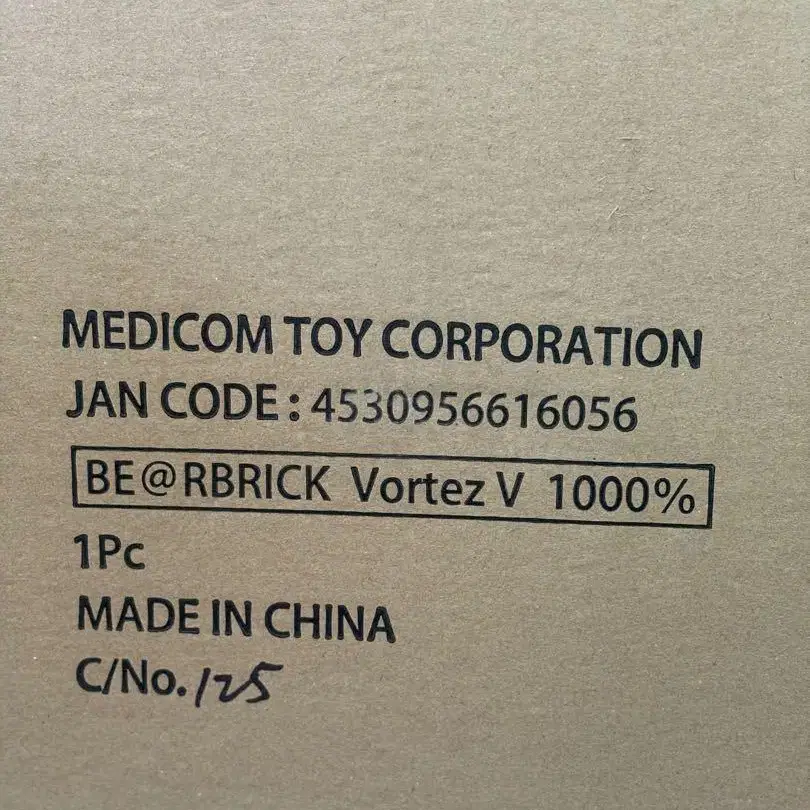 MEDICOM TOY CORPORATION
JAN CODE : 4530956616056
BE@RBRICK Vortez V 1000%
1Pc
MADE IN CHINA
C/No. 125